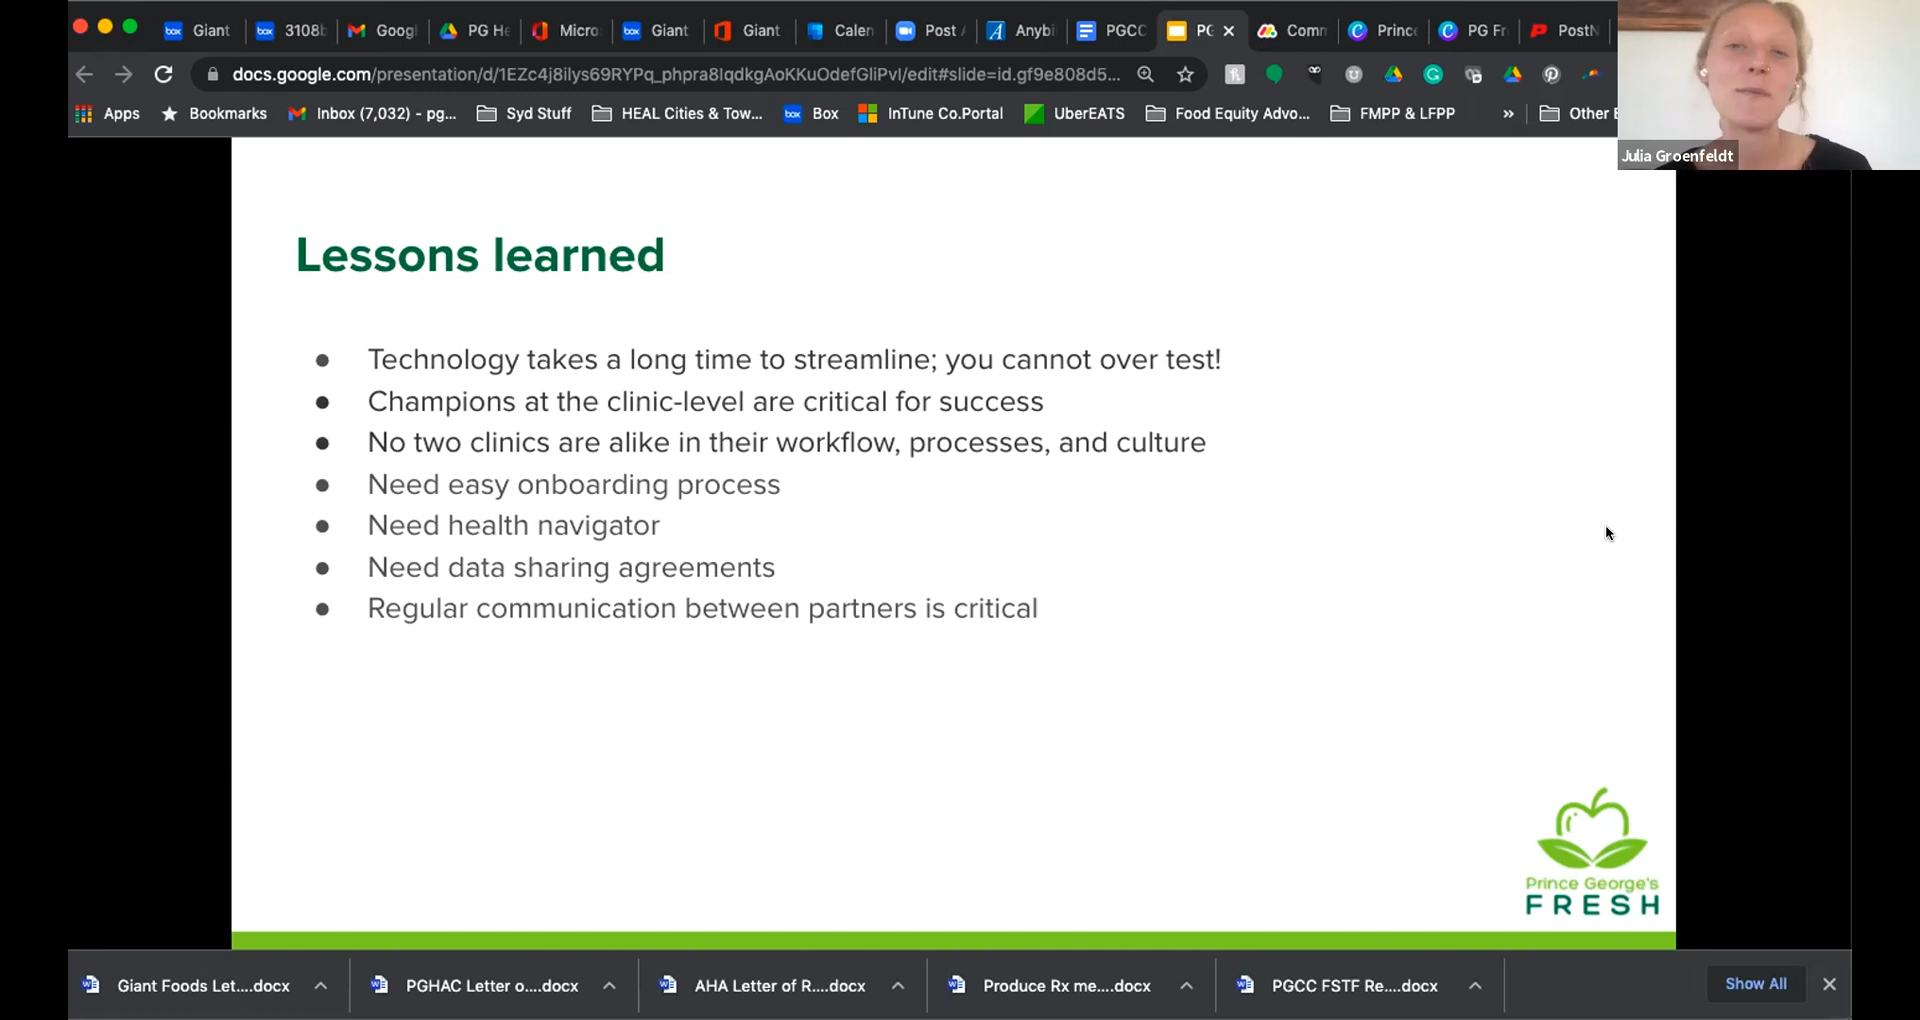 Giant
3108b
Googl
PG He
Micro
Giant
Giant
Calen
Post A
Anybi
PGCC
PG
Comn
Prince
PG Fr
PostN
docs.google.com/presentation/d/1EZc4j8ilys69RYPq_phpra8IqdkgAoKKuOdefGliPvI/edit#slide=id.gf9e808d5...
Apps
Bookmarks
Inbox (7,032) - pg...
Syd Stuff
HEAL Cities & Tow...
box
Box
InTune Co.Portal
UberEATS
Food Equity Advo...
FMPP & LFPP
»
Other
Julia Groenfeldt
Lessons learned
● Technology takes a long time to streamline; you cannot over test!
● Champions at the clinic-level are critical for success
● No two clinics are alike in their workflow, processes, and culture
● Need easy onboarding process
● Need health navigator
● Need data sharing agreements
● Regular communication between partners is critical
Prince George's
FRESH
Giant Foods Let....docx
PGHAC Letter o....docx
AHA Letter of R....docx
Produce Rx me....docx
PGCC FSTF Re....docx
Show All